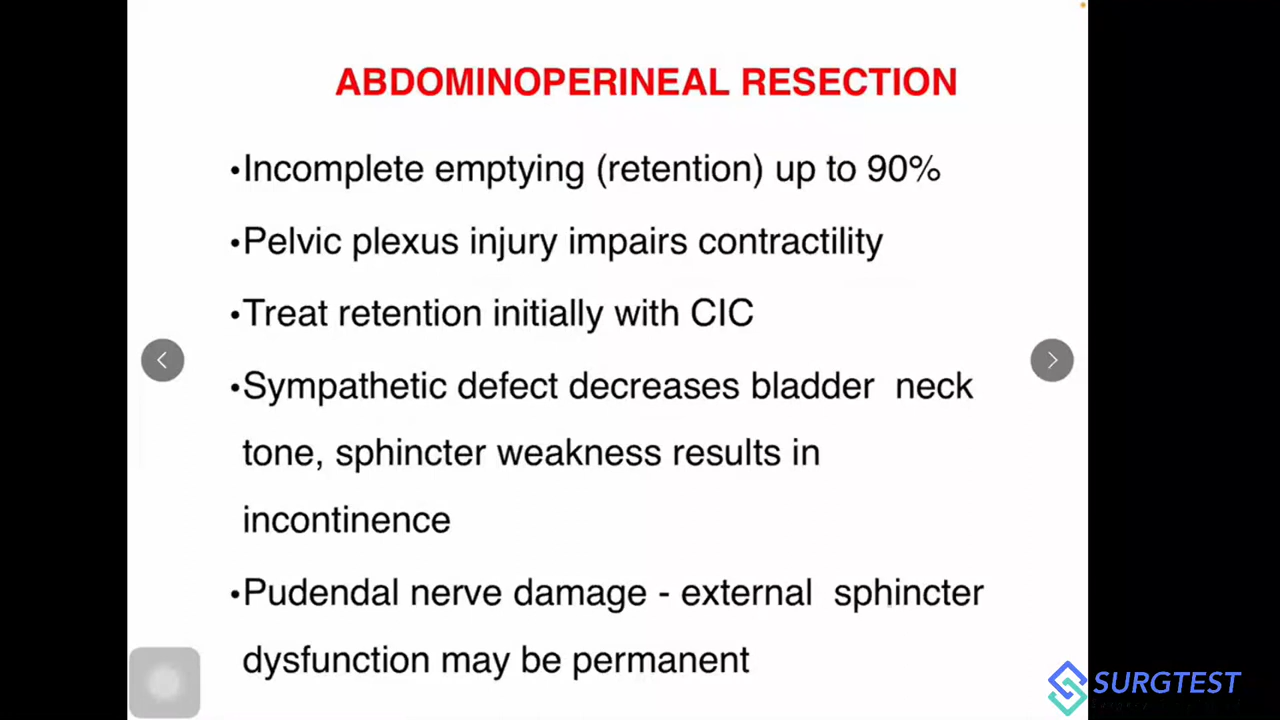 ABDOMINOPERINEAL RESECTION
•Incomplete emptying (retention) up to 90%
•Pelvic plexus injury impairs contractility
•Treat retention initially with CIC
•Sympathetic defect decreases bladder neck
tone, sphincter weakness results in
incontinence
•Pudendal nerve damage - external sphincter
dysfunction may be permanent
SURGTEST